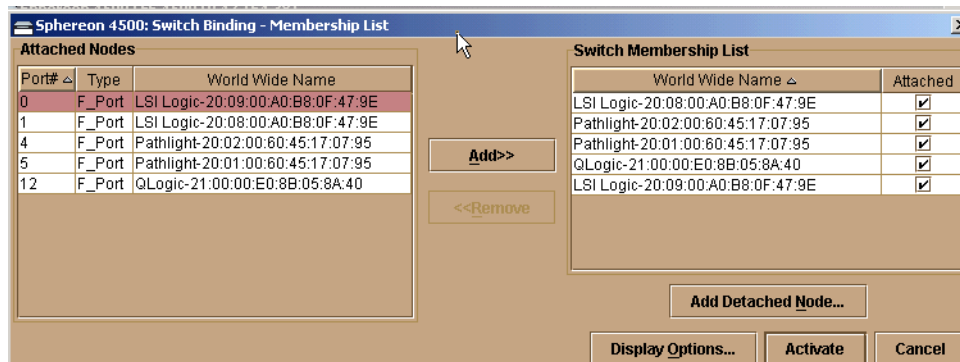 Sphereon 4500: Switch Binding - Membership List
Attached Nodes
Port# Type World Wide Name
0 F_Port LSI Logic-20:09:00:A0:B8:0F:47:9E
1 F_Port LSI Logic-20:08:00:A0:B8:0F:47:9E
4 F_Port Pathlight-20:02:00:60:45:17:07:95
5 F_Port Pathlight-20:01:00:60:45:17:07:95
12 F_Port QLogic-21:00:00:E0:8B:05:8A:40
Add>>
<<Remove
Switch Membership List
World Wide Name Attached
LSI Logic-20:08:00:A0:B8:0F:47:9E
Pathlight-20:02:00:60:45:17:07:95
Pathlight-20:01:00:60:45:17:07:95
QLogic-21:00:00:E0:8B:05:8A:40
LSI Logic-20:09:00:A0:B8:0F:47:9E
Add Detached Node...
Display Options... Activate Cancel